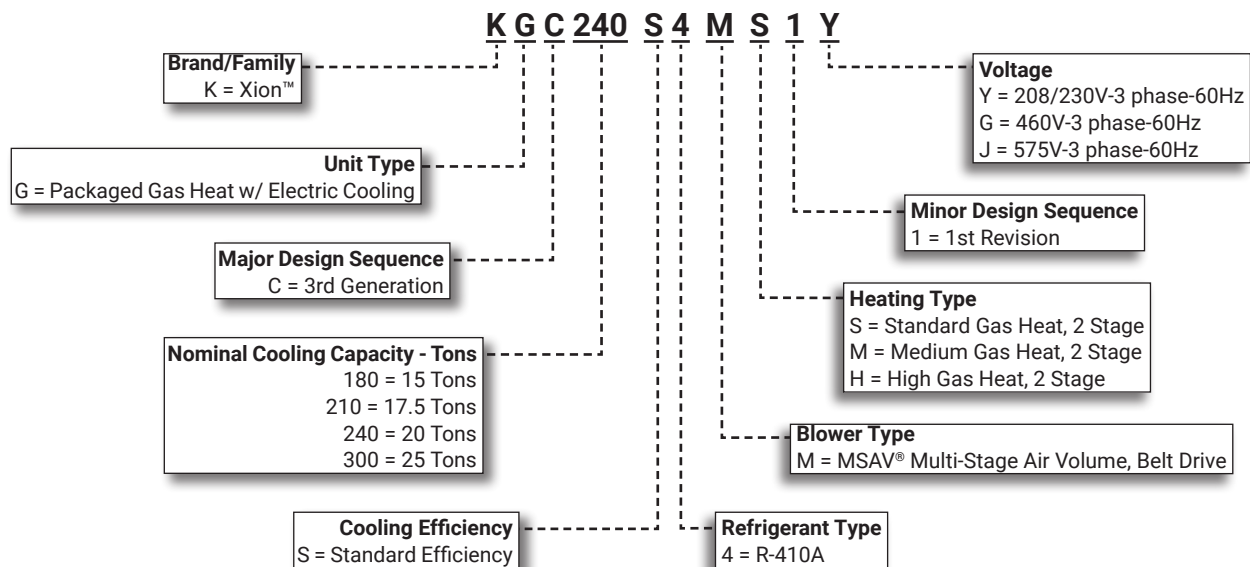 K G C 240 S 4 M S 1 Y
Brand/Family
K = Xion™
Voltage
Y = 208/230V-3 phase-60Hz
G = 460V-3 phase-60Hz
J = 575V-3 phase-60Hz
Unit Type
G = Packaged Gas Heat w/ Electric Cooling
Minor Design Sequence
1 = 1st Revision
Major Design Sequence
C = 3rd Generation
Heating Type
S = Standard Gas Heat, 2 Stage
M = Medium Gas Heat, 2 Stage
H = High Gas Heat, 2 Stage
Nominal Cooling Capacity - Tons
180 = 15 Tons
210 = 17.5 Tons
240 = 20 Tons
300 = 25 Tons
Blower Type
M = MSAV® Multi-Stage Air Volume, Belt Drive
Cooling Efficiency
S = Standard Efficiency
Refrigerant Type
4 = R-410A